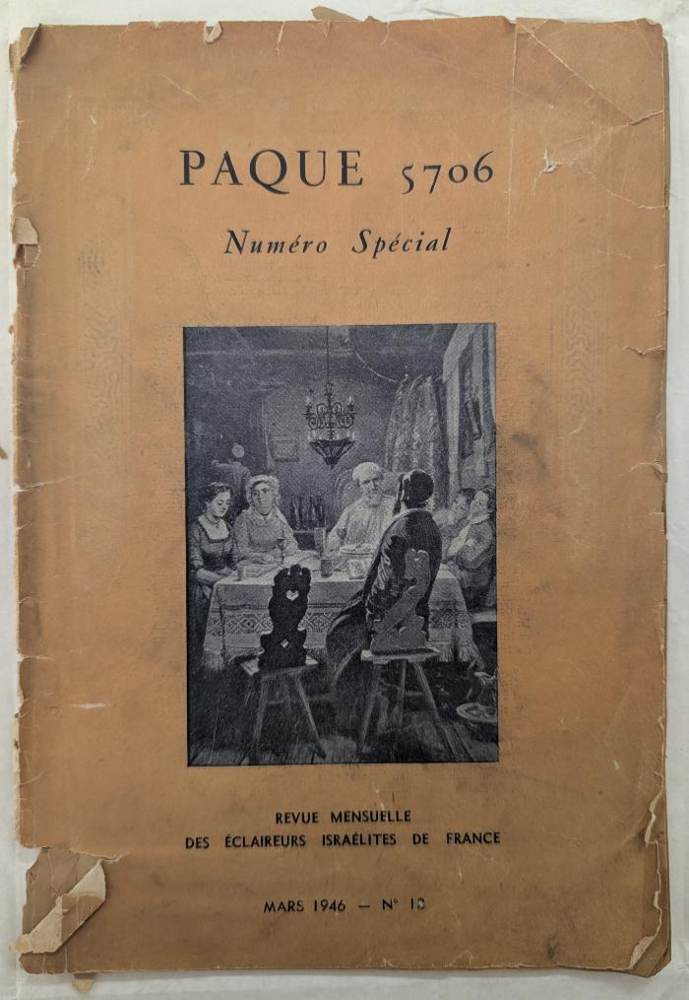 PAQUE 5706
Numéro Spécial
REVUE MENSUELLE
DES ÉCLAIREURS ISRAÉLITES DE FRANCE
MARS 1946 — N°